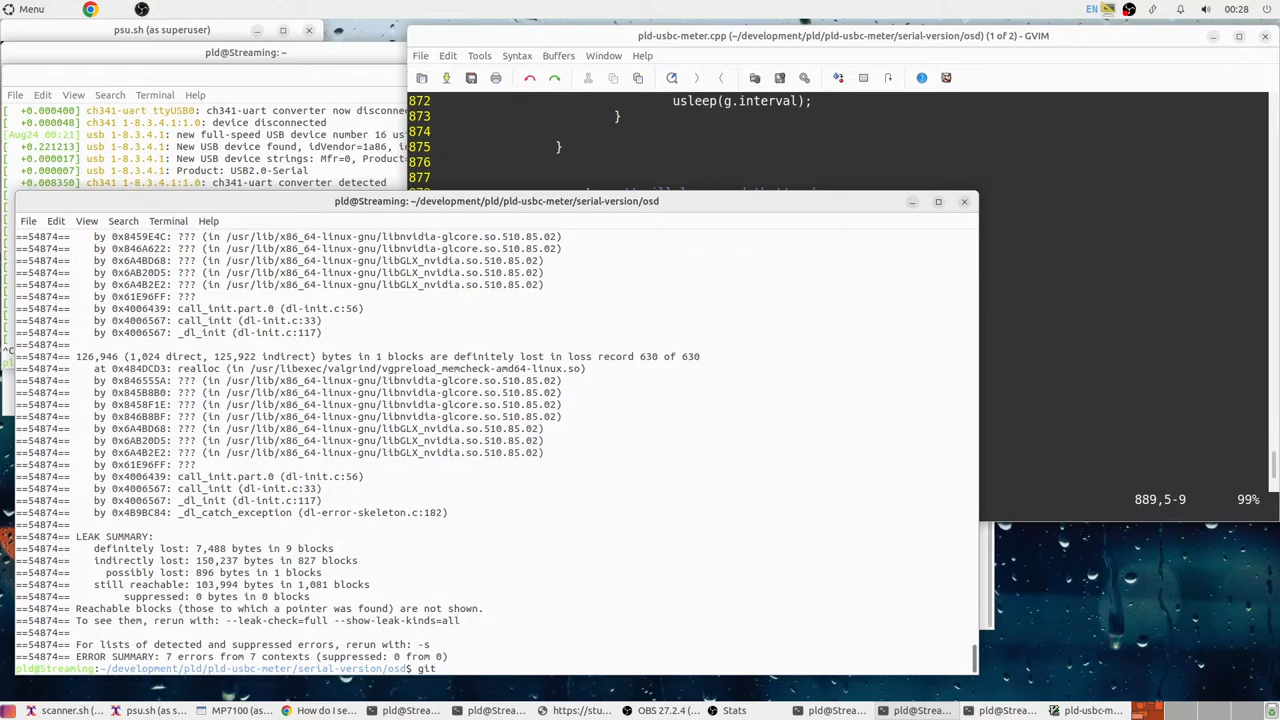 Menu
EN
00:28
psu.sh (as superuser)
pld@Streaming: ~
File Edit View Search Terminal Help
[ +0.000400] ch341-uart ttyUSB0: ch341-uart converter now disconne
[ +0.000048] ch341 1-8.3.4.1:1.0: device disconnected
[Aug24 00:21] usb 1-8.3.4.1: new full-speed USB device number 16 us
[ +0.221213] usb 1-8.3.4.1: New USB device found, idVendor=1a86, i
[ +0.000017] usb 1-8.3.4.1: New USB device strings: Mfr=0, Product
[ +0.000007] usb 1-8.3.4.1: Product: USB2.0-Serial
[ +0.008350] ch341 1-8.3.4.1:1.0: ch341-uart converter detected
pld-usbc-meter.cpp (~/development/pld/pld-usbc-meter/serial-version/osd) (1 of 2) - GVIM
File Edit Tools Syntax Buffers Window Help
872 usleep(g.interval);
873 }
874
875 }
876
877
889,5-9 99%
pld@Streaming: ~/development/pld/pld-usbc-meter/serial-version/osd
File Edit View Search Terminal Help
==54874== by 0x8459E4C: ??? (in /usr/lib/x86_64-linux-gnu/libnvidia-glcore.so.510.85.02)
==54874== by 0x846A622: ??? (in /usr/lib/x86_64-linux-gnu/libnvidia-glcore.so.510.85.02)
==54874== by 0x6A4BD68: ??? (in /usr/lib/x86_64-linux-gnu/libGLX_nvidia.so.510.85.02)
==54874== by 0x6AB20D5: ??? (in /usr/lib/x86_64-linux-gnu/libGLX_nvidia.so.510.85.02)
==54874== by 0x6A4B2E2: ??? (in /usr/lib/x86_64-linux-gnu/libGLX_nvidia.so.510.85.02)
==54874== by 0x61E96FF: ???
==54874== by 0x4006439: call_init.part.0 (dl-init.c:56)
==54874== by 0x4006567: call_init (dl-init.c:33)
==54874== by 0x4006567: _dl_init (dl-init.c:117)
==54874==
==54874== 126,946 (1,024 direct, 125,922 indirect) bytes in 1 blocks are definitely lost in loss record 630 of 630
==54874== at 0x484DCD3: realloc (in /usr/libexec/valgrind/vgpreload_memcheck-amd64-linux.so)
==54874== by 0x846555A: ??? (in /usr/lib/x86_64-linux-gnu/libnvidia-glcore.so.510.85.02)
==54874== by 0x845B8B0: ??? (in /usr/lib/x86_64-linux-gnu/libnvidia-glcore.so.510.85.02)
==54874== by 0x8458F1E: ??? (in /usr/lib/x86_64-linux-gnu/libnvidia-glcore.so.510.85.02)
==54874== by 0x846B8BF: ??? (in /usr/lib/x86_64-linux-gnu/libnvidia-glcore.so.510.85.02)
==54874== by 0x6A4BD68: ??? (in /usr/lib/x86_64-linux-gnu/libGLX_nvidia.so.510.85.02)
==54874== by 0x6AB20D5: ??? (in /usr/lib/x86_64-linux-gnu/libGLX_nvidia.so.510.85.02)
==54874== by 0x6A4B2E2: ??? (in /usr/lib/x86_64-linux-gnu/libGLX_nvidia.so.510.85.02)
==54874== by 0x61E96FF: ???
==54874== by 0x4006439: call_init.part.0 (dl-init.c:56)
==54874== by 0x4006567: call_init (dl-init.c:33)
==54874== by 0x4006567: _dl_init (dl-init.c:117)
==54874== by 0x4B9BC84: _dl_catch_exception (dl-error-skeleton.c:182)
==54874==
==54874== LEAK SUMMARY:
==54874== definitely lost: 7,488 bytes in 9 blocks
==54874== indirectly lost: 150,237 bytes in 827 blocks
==54874== possibly lost: 896 bytes in 1 blocks
==54874== still reachable: 103,994 bytes in 1,081 blocks
==54874== suppressed: 0 bytes in 0 blocks
==54874== Reachable blocks (those to which a pointer was found) are not shown.
==54874== To see them, rerun with: --leak-check=full --show-leak-kinds=all
==54874==
==54874== For lists of detected and suppressed errors, rerun with: -s
==54874== ERROR SUMMARY: 7 errors from 7 contexts (suppressed: 0 from 0)
pld@Streaming:~/development/pld/pld-usbc-meter/serial-version/osd$ git
scanner.sh (as s... psu.sh (as supe... MP7100 (as su... How do I se... pld@Strea... pld@Strea... https://stu... OBS 27.2.4 (... Stats pld@Strea... pld@Strea... pld@Strea... pld-usbc-m...